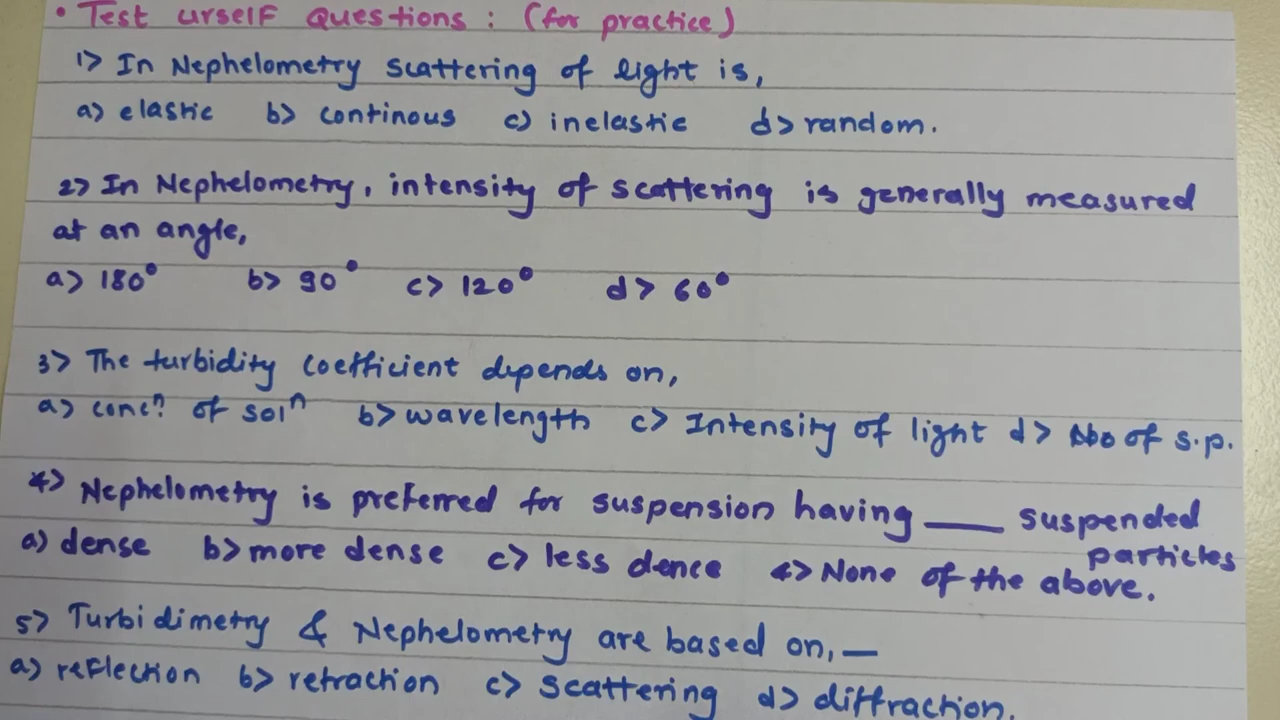 • Test urself Questions : (for practice)
1> In Nephelometry scattering of light is,
a) elastic b> continous c) inelastic d> random.
2> In Nephelometry, intensity of scattering is generally measured
at an angle,
a) 180° b> 90° c> 120° d> 60°
3> The turbidity coefficient depends on,
a) concn. of soln b> wavelength c> Intensity of light d> No of s.p.
4> Nephelometry is preferred for suspension having ___ suspended
particles
a) dense b> more dense c> less dence 4> None of the above.
5> Turbidimetry & Nephelometry are based on, —
a) reflection b> refraction c> scattering d> diffraction.